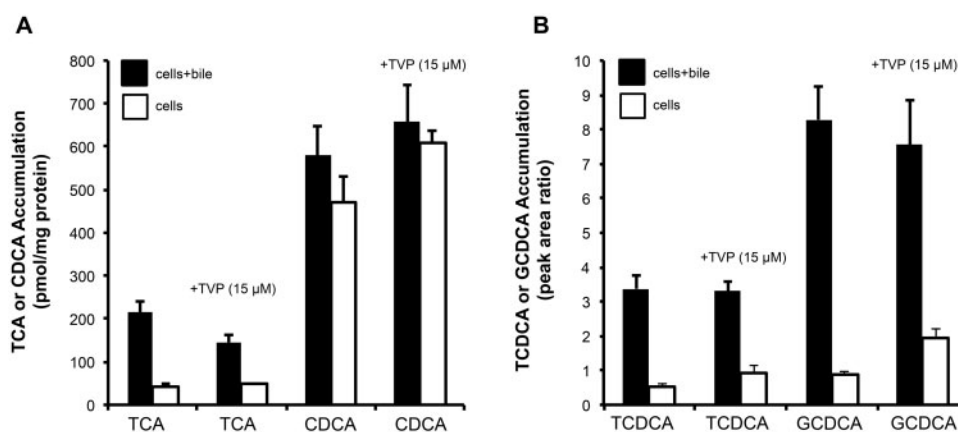 A
TCA or CDCA Accumulation
(pmol/mg protein)
800
700
600
500
400
300
200
100
0
cells+bile
cells
+TVP (15 µM)
+TVP (15 µM)
TCA
TCA
CDCA
CDCA
B
TCDCA or GCDCA Accumulation
(peak area ratio)
10
9
8
7
6
5
4
3
2
1
0
cells+bile
cells
+TVP (15 µM)
+TVP (15 µM)
TCDCA
TCDCA
GCDCA
GCDCA